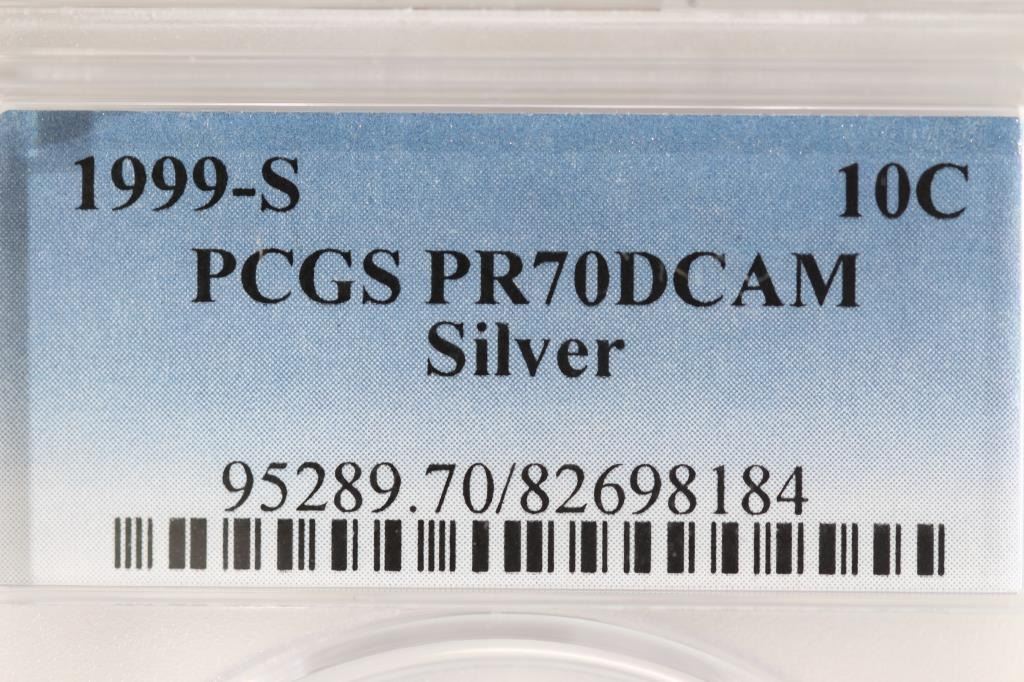 1999-S 10C
PCGS PR70DCAM
Silver
95289.70/82698184